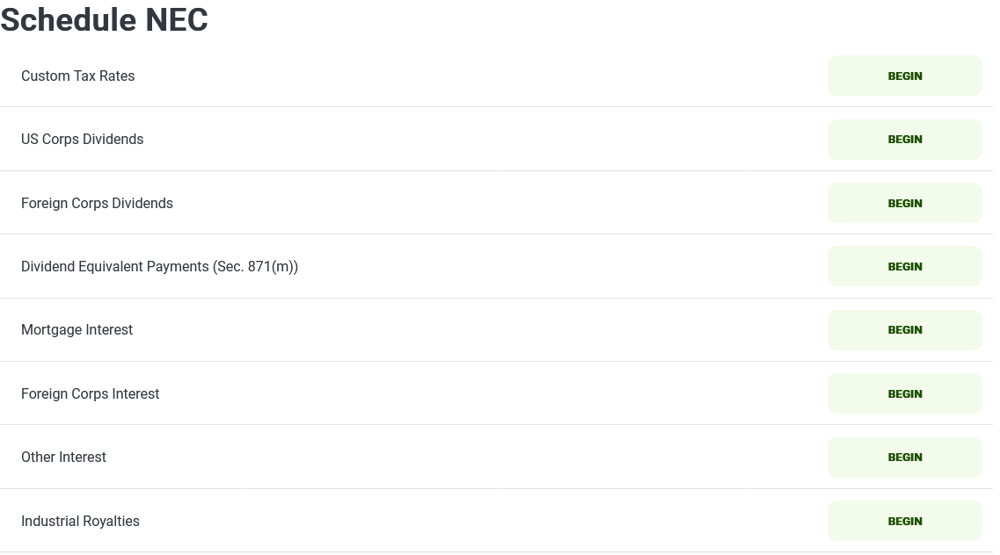 Schedule NEC
Custom Tax Rates BEGIN
US Corps Dividends BEGIN
Foreign Corps Dividends BEGIN
Dividend Equivalent Payments (Sec. 871(m)) BEGIN
Mortgage Interest BEGIN
Foreign Corps Interest BEGIN
Other Interest BEGIN
Industrial Royalties BEGIN